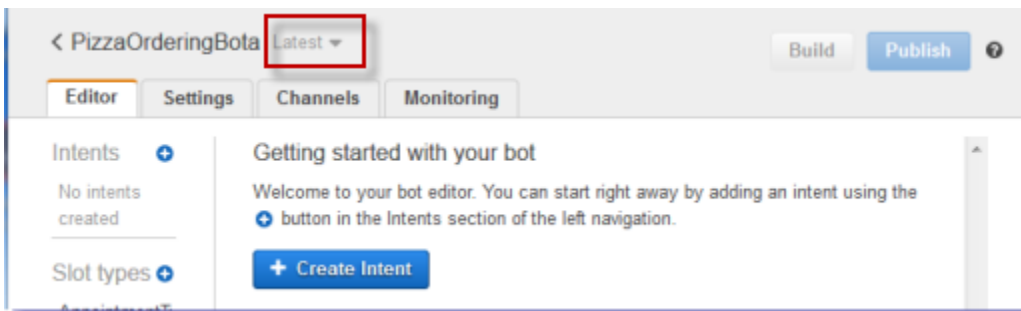 < PizzaOrderingBota Latest
Build Publish
Editor Settings Channels Monitoring
Intents
No intents
created
Slot types
Getting started with your bot
Welcome to your bot editor. You can start right away by adding an intent using the
button in the Intents section of the left navigation.
+ Create Intent